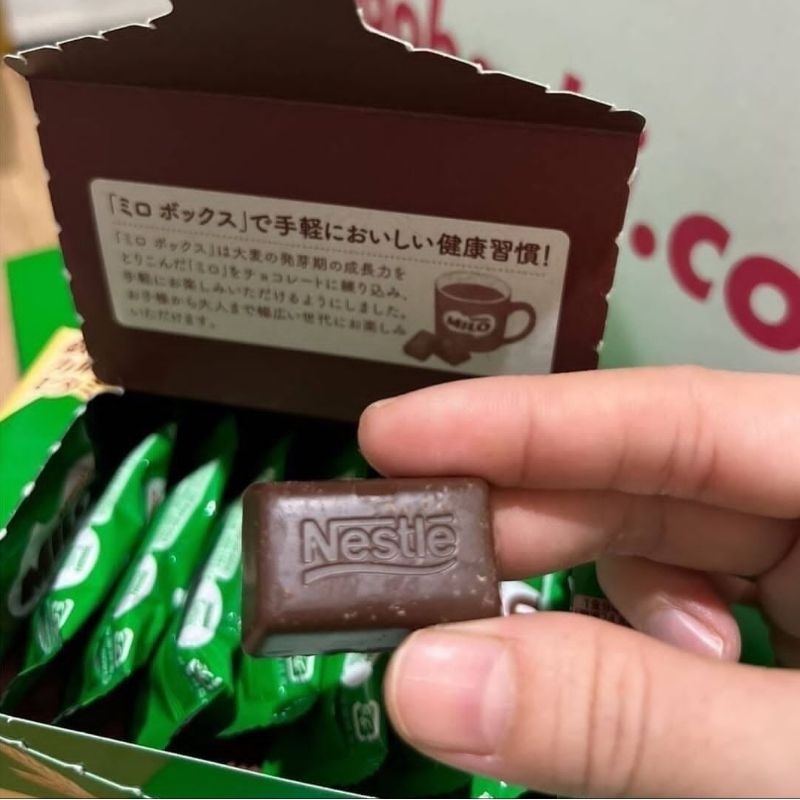 「ミロ ボックス」で手軽においしい健康習慣!
「ミロ ボックス」は大麦の発芽期の成長力を
とりこんだ「ミロ」をチョコレートに練り込み、
手軽にお楽しみいただけるようにしました。
お子様から大人まで幅広い世代にお楽しみ
いただけます。
MILO
.co
Nestlé
MILO